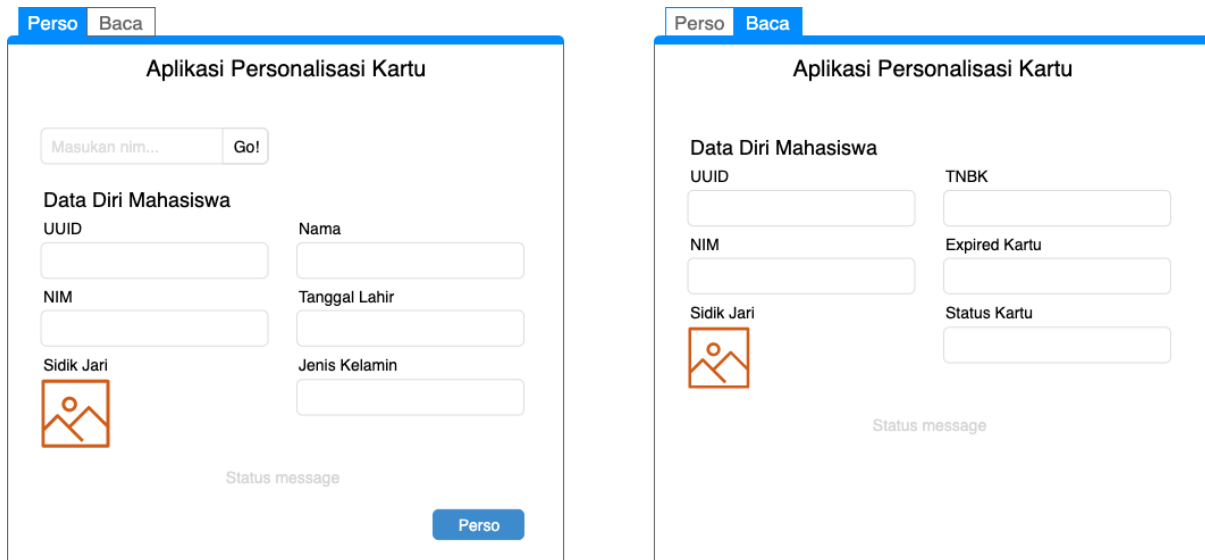 Perso Baca
Aplikasi Personalisasi Kartu
Masukan nim... Go!
Data Diri Mahasiswa
UUID Nama
NIM Tanggal Lahir
Sidik Jari Jenis Kelamin
Status message
Perso
Perso Baca
Aplikasi Personalisasi Kartu
Data Diri Mahasiswa
UUID TNBK
NIM Expired Kartu
Sidik Jari Status Kartu
Status message